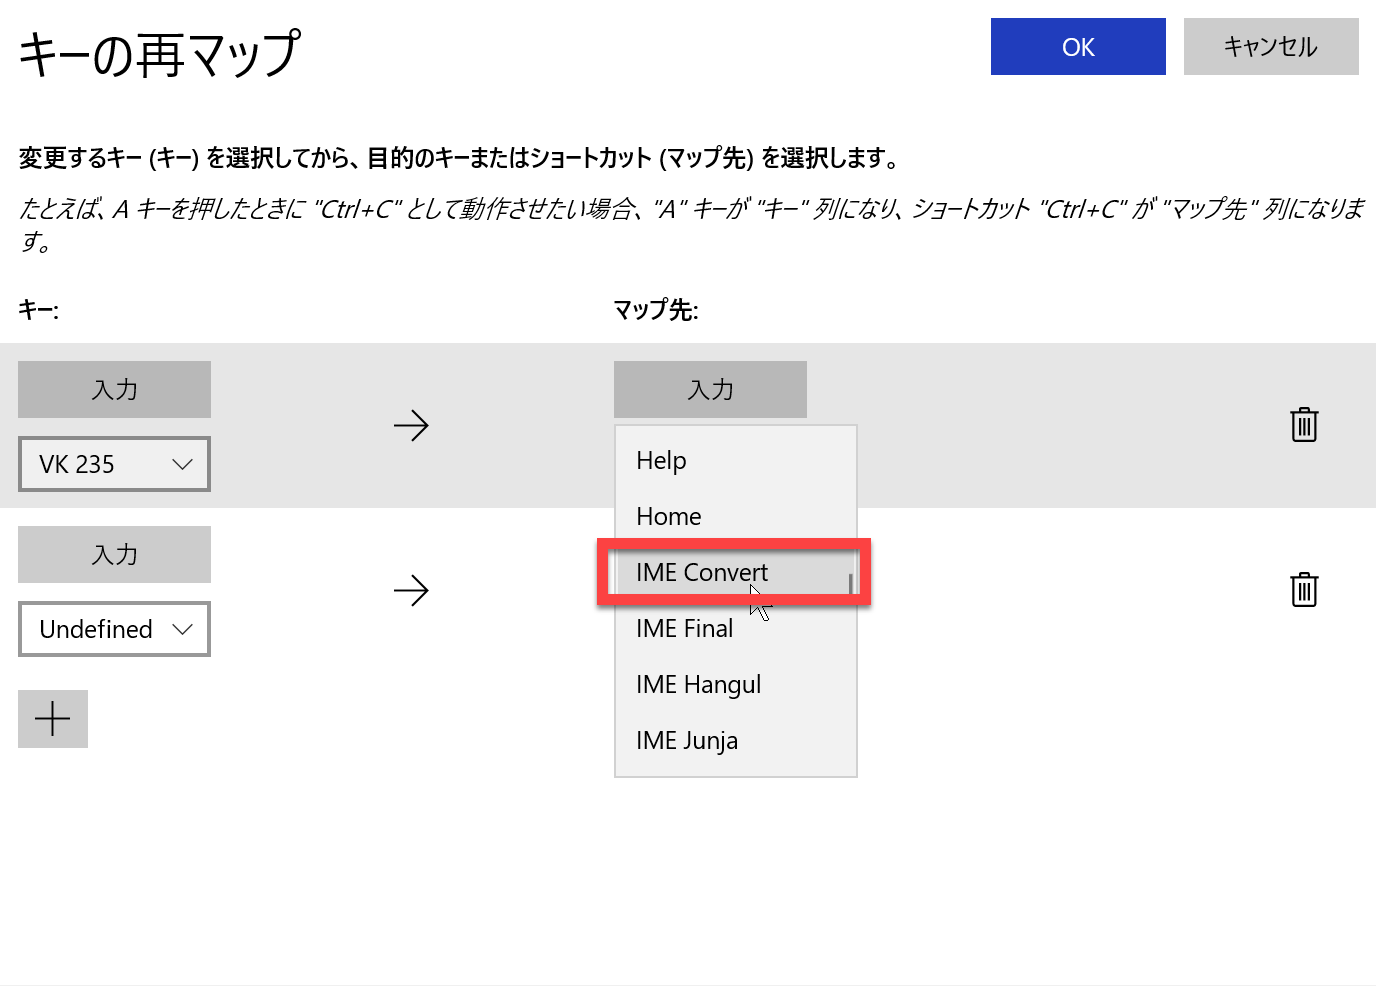 キーの再マップ
OK
キャンセル
変更するキー (キー) を選択してから、目的のキーまたはショートカット (マップ先) を選択します。
たとえば、A キーを押したときに "Ctrl+C" として動作させたい場合、"A" キーが "キー" 列になり、ショートカット "Ctrl+C" が "マップ先" 列になりま
す。
キー:
マップ先:
入力
入力
VK 235
Help
Home
IME Convert
入力
Undefined
IME Final
IME Hangul
IME Junja